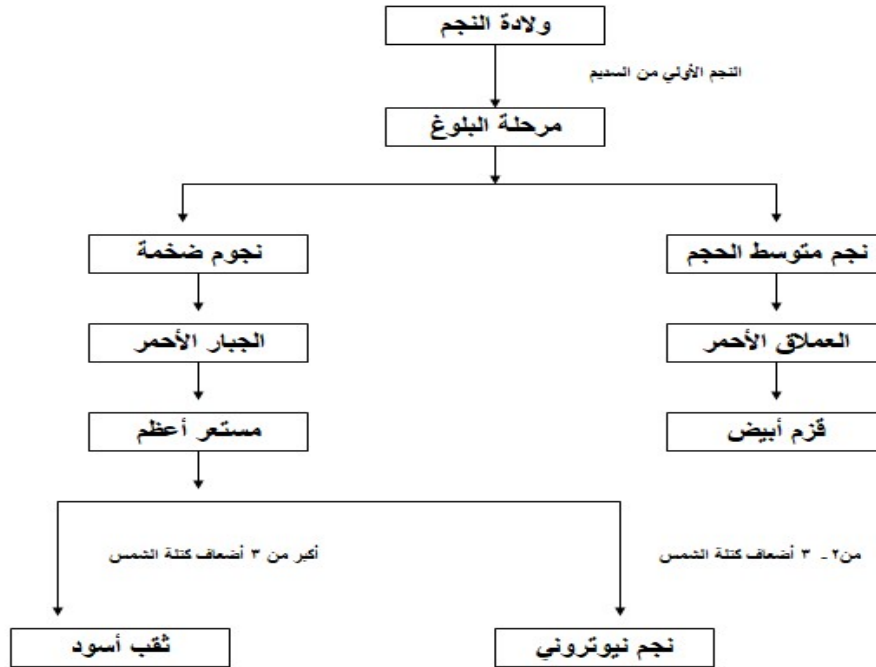 ولادة النجم
النجم الأولي من السديم
مرحلة البلوغ
نجم متوسط الحجم
نجوم ضخمة
العملاق الأحمر
الجبار الأحمر
قزم أبيض
مستعر أعظم
من٢ - ٣ أضعاف كتلة الشمس
أكبر من ٣ أضعاف كتلة الشمس
نجم نيوتروني
ثقب أسود